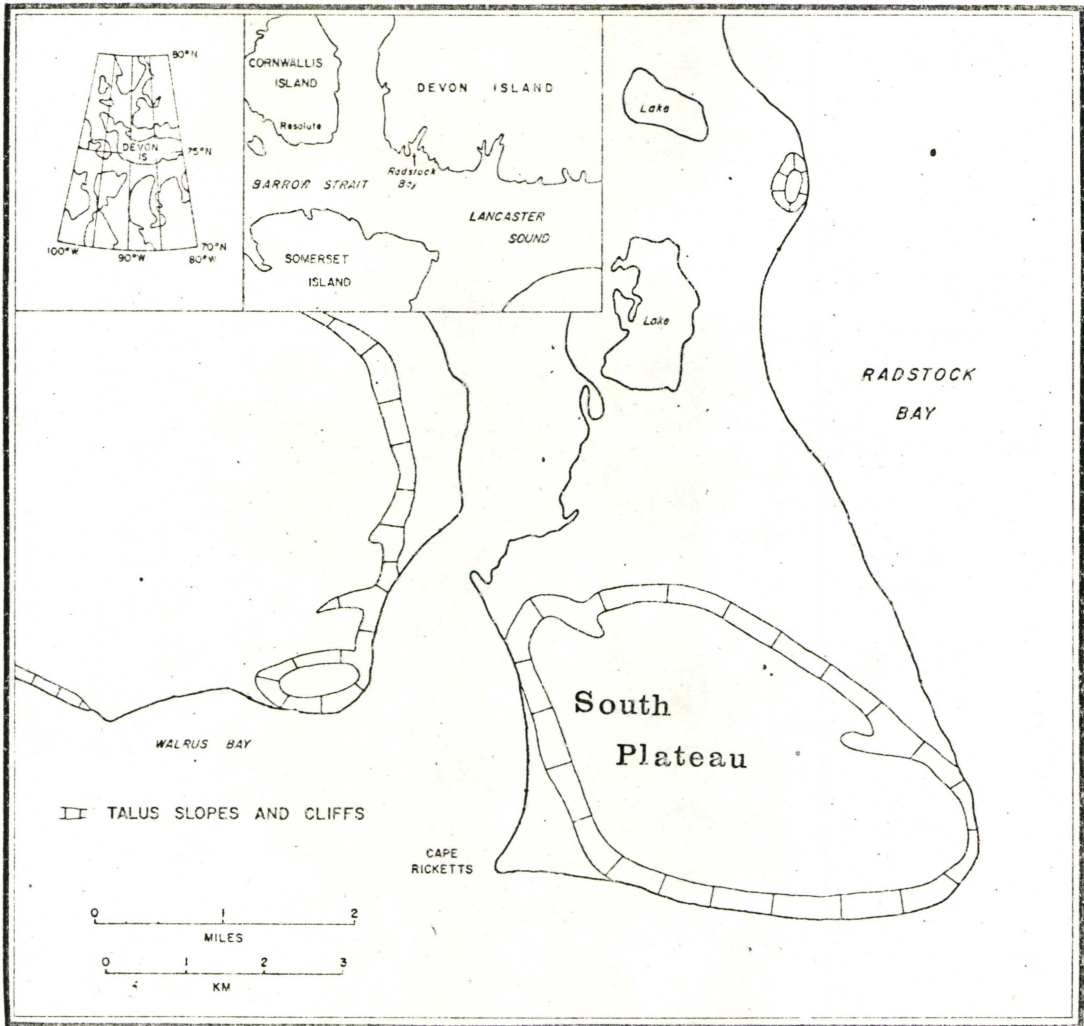 80°N
DEVON
IS
75°N
70°N
100°W
90°W
80°W
CORNWALLIS
ISLAND
Resolute
DEVON ISLAND
Radstock
Bay
BARROW STRAIT
LANCASTER
SOUND
SOMERSET
ISLAND
Lake
Lake
RADSTOCK
BAY
South
Plateau
WALRUS BAY
TALUS SLOPES AND CLIFFS
CAPE
RICKETTS
0 1 2
MILES
0 1 2 3
KM